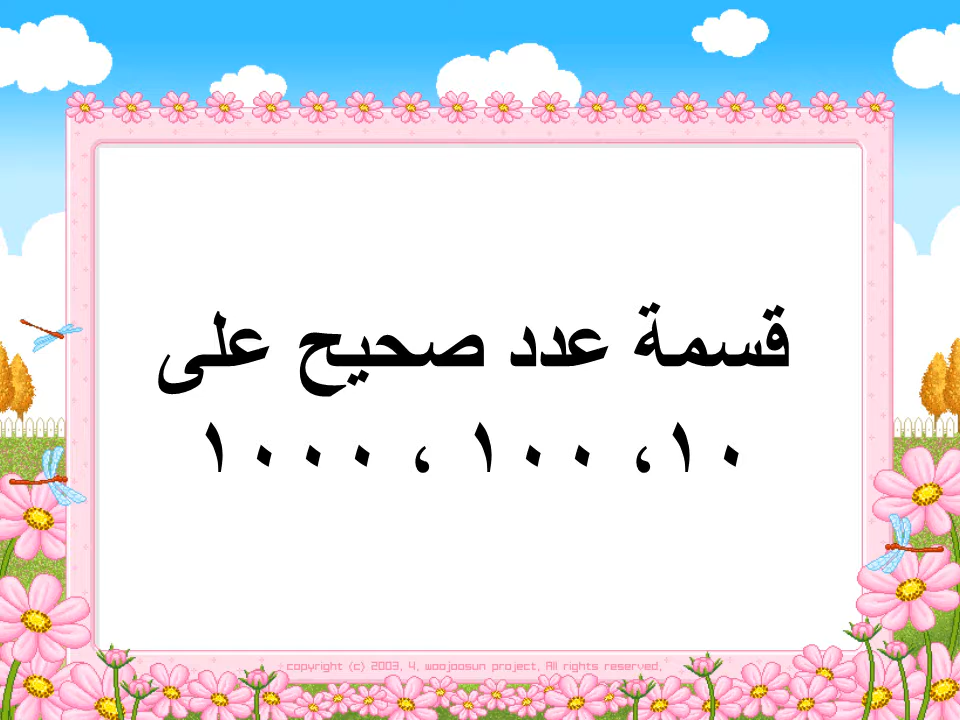 قسمة عدد صحيح على
١٠، ١٠٠ ، ١٠٠٠
copyright (c) 2003, 4, woojoosun project, All rights reserved,